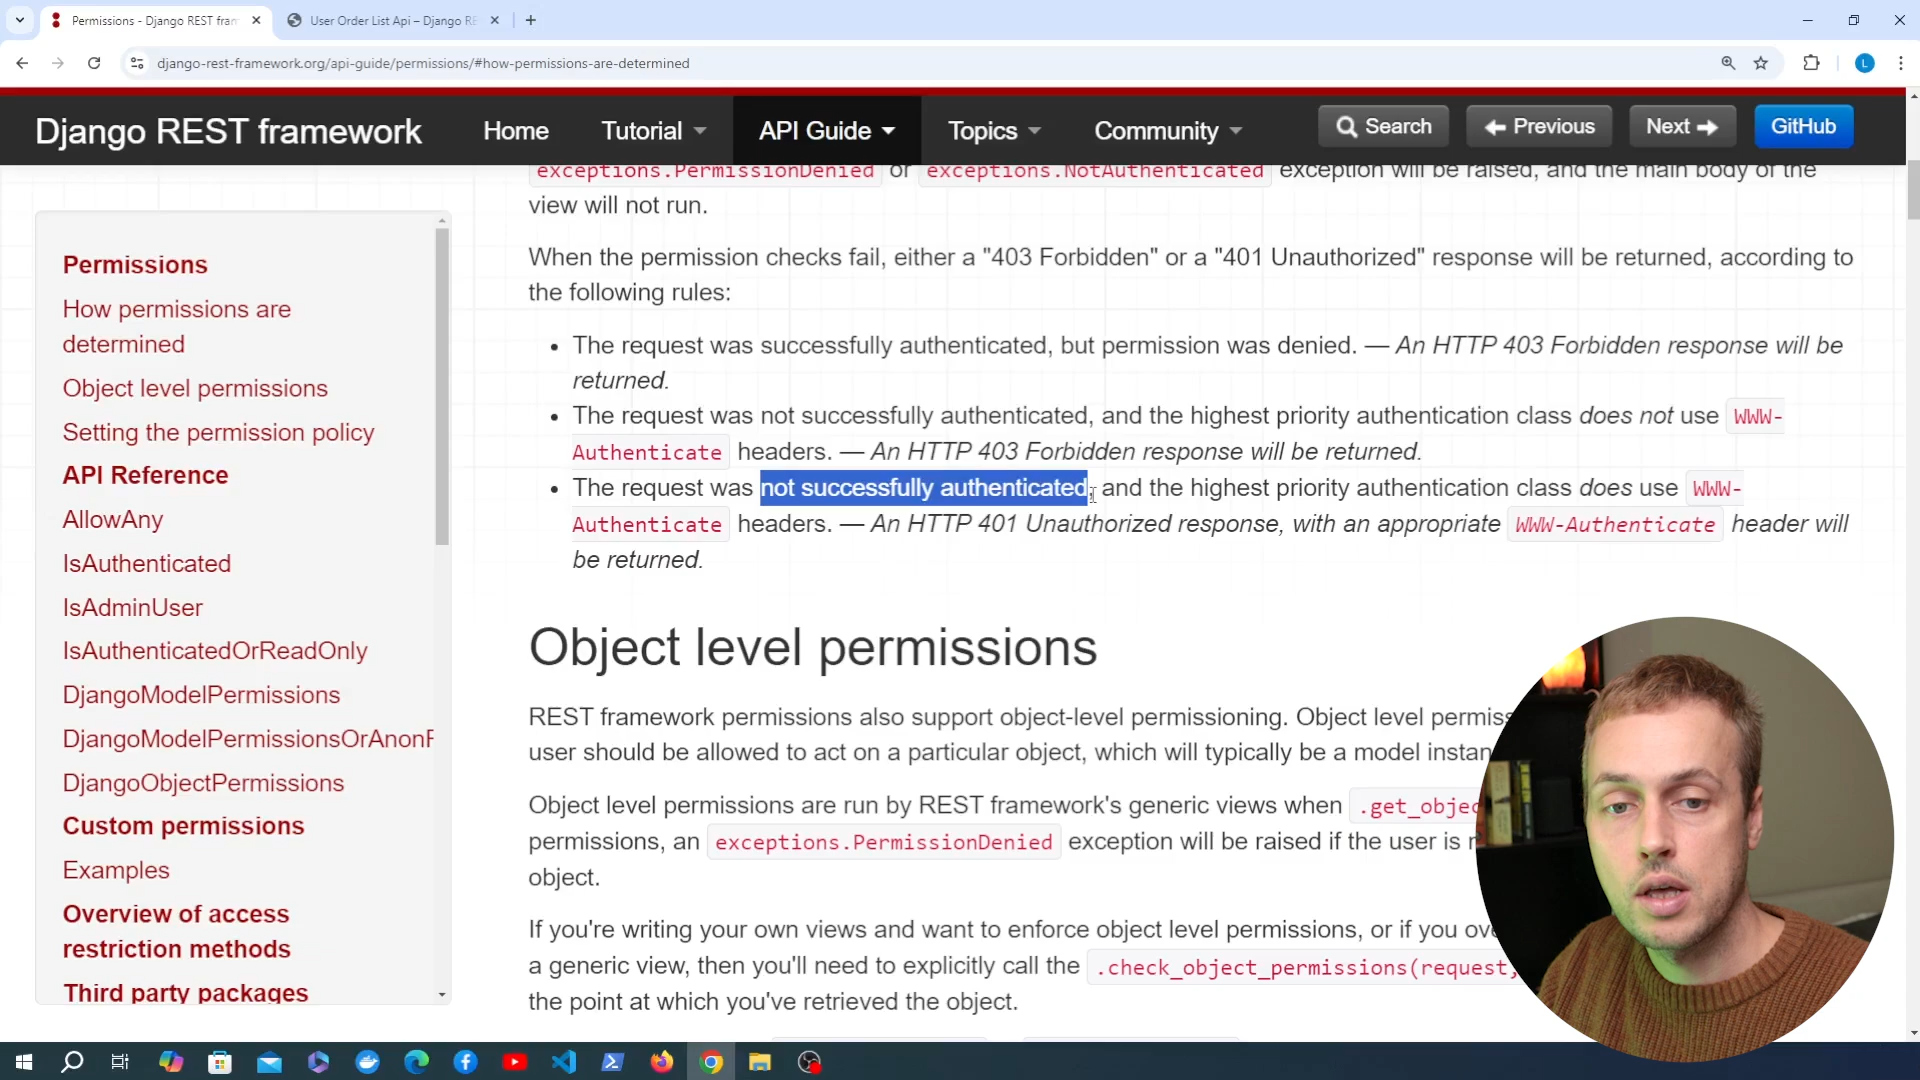 Permissions - Django REST fram
User Order List Api – Django RE
django-rest-framework.org/api-guide/permissions/#how-permissions-are-determined
L
Django REST framework
Home
Tutorial
API Guide
Topics
Community
Search
Previous
Next
GitHub
Permissions
How permissions are
determined
Object level permissions
Setting the permission policy
API Reference
AllowAny
IsAuthenticated
IsAdminUser
IsAuthenticatedOrReadOnly
DjangoModelPermissions
DjangoModelPermissionsOrAnonR
DjangoObjectPermissions
Custom permissions
Examples
Overview of access
restriction methods
Third party packages
exceptions.PermissionDenied or exceptions.NotAuthenticated exception will be raised, and the main body of the
view will not run.
When the permission checks fail, either a "403 Forbidden" or a "401 Unauthorized" response will be returned, according to
the following rules:
• The request was successfully authenticated, but permission was denied. — An HTTP 403 Forbidden response will be
returned.
• The request was not successfully authenticated, and the highest priority authentication class does not use WWW-
Authenticate headers. — An HTTP 403 Forbidden response will be returned.
• The request was not successfully authenticated, and the highest priority authentication class does use WWW-
Authenticate headers. — An HTTP 401 Unauthorized response, with an appropriate WWW-Authenticate header will
be returned.
Object level permissions
REST framework permissions also support object-level permissioning. Object level permiss
user should be allowed to act on a particular object, which will typically be a model instan
Object level permissions are run by REST framework's generic views when .get_objec
permissions, an exceptions.PermissionDenied exception will be raised if the user is
object.
If you're writing your own views and want to enforce object level permissions, or if you ov
a generic view, then you'll need to explicitly call the .check_object_permissions(request,
the point at which you've retrieved the object.